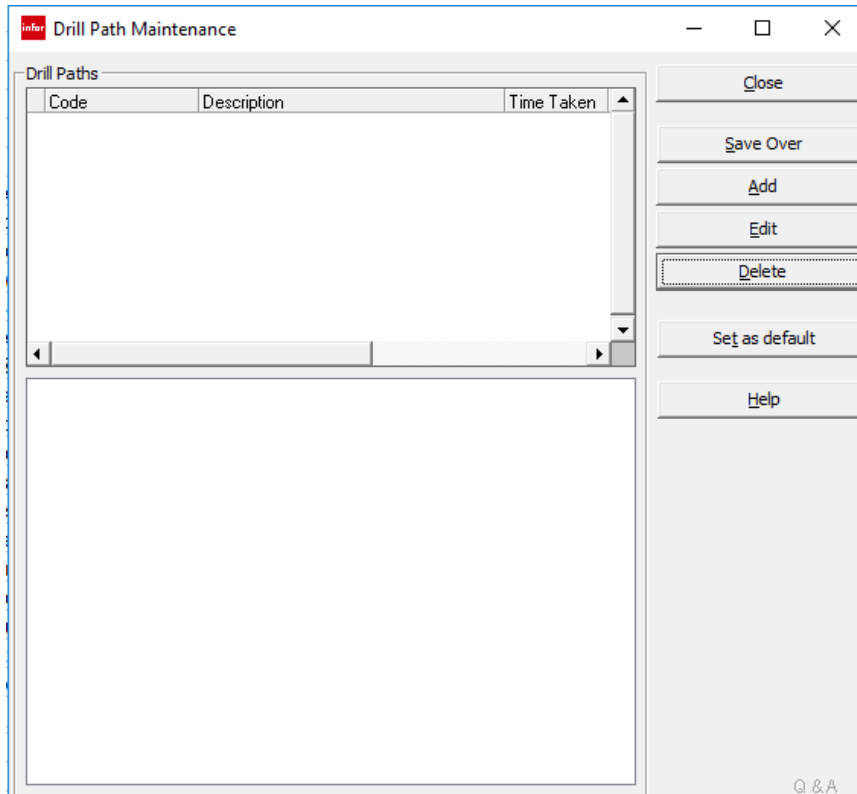 infor Drill Path Maintenance
Drill Paths
Code Description Time Taken
Close
Save Over
Add
Edit
Delete
Set as default
Help
Q & A